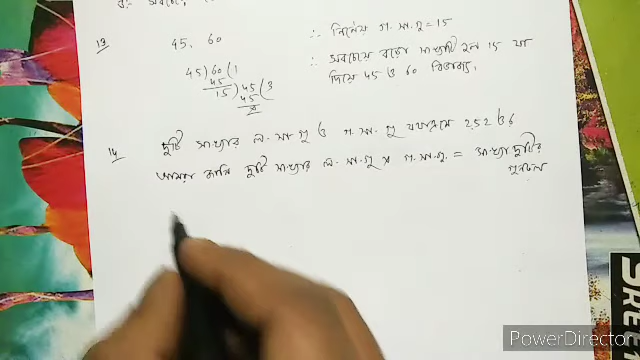 13
45, 60
45)60(1
45
15)45(3
45
0
∴ নির্ণেয় গ.সা.গু = 15
∴ সবচেয়ে বড়ো সংখ্যাটি হল 15 যা
দিয়ে 45 ও 60 বিভাজ্য।
14
দুটি সংখ্যার ল.সা.গু ও গ.সা.গু যথাক্রমে 252 ও 6
আমরা জানি দুটি সংখ্যার ল.সা.গু x গ.সা.গু. = সংখ্যা দুটির
গুণফল
PowerDirector